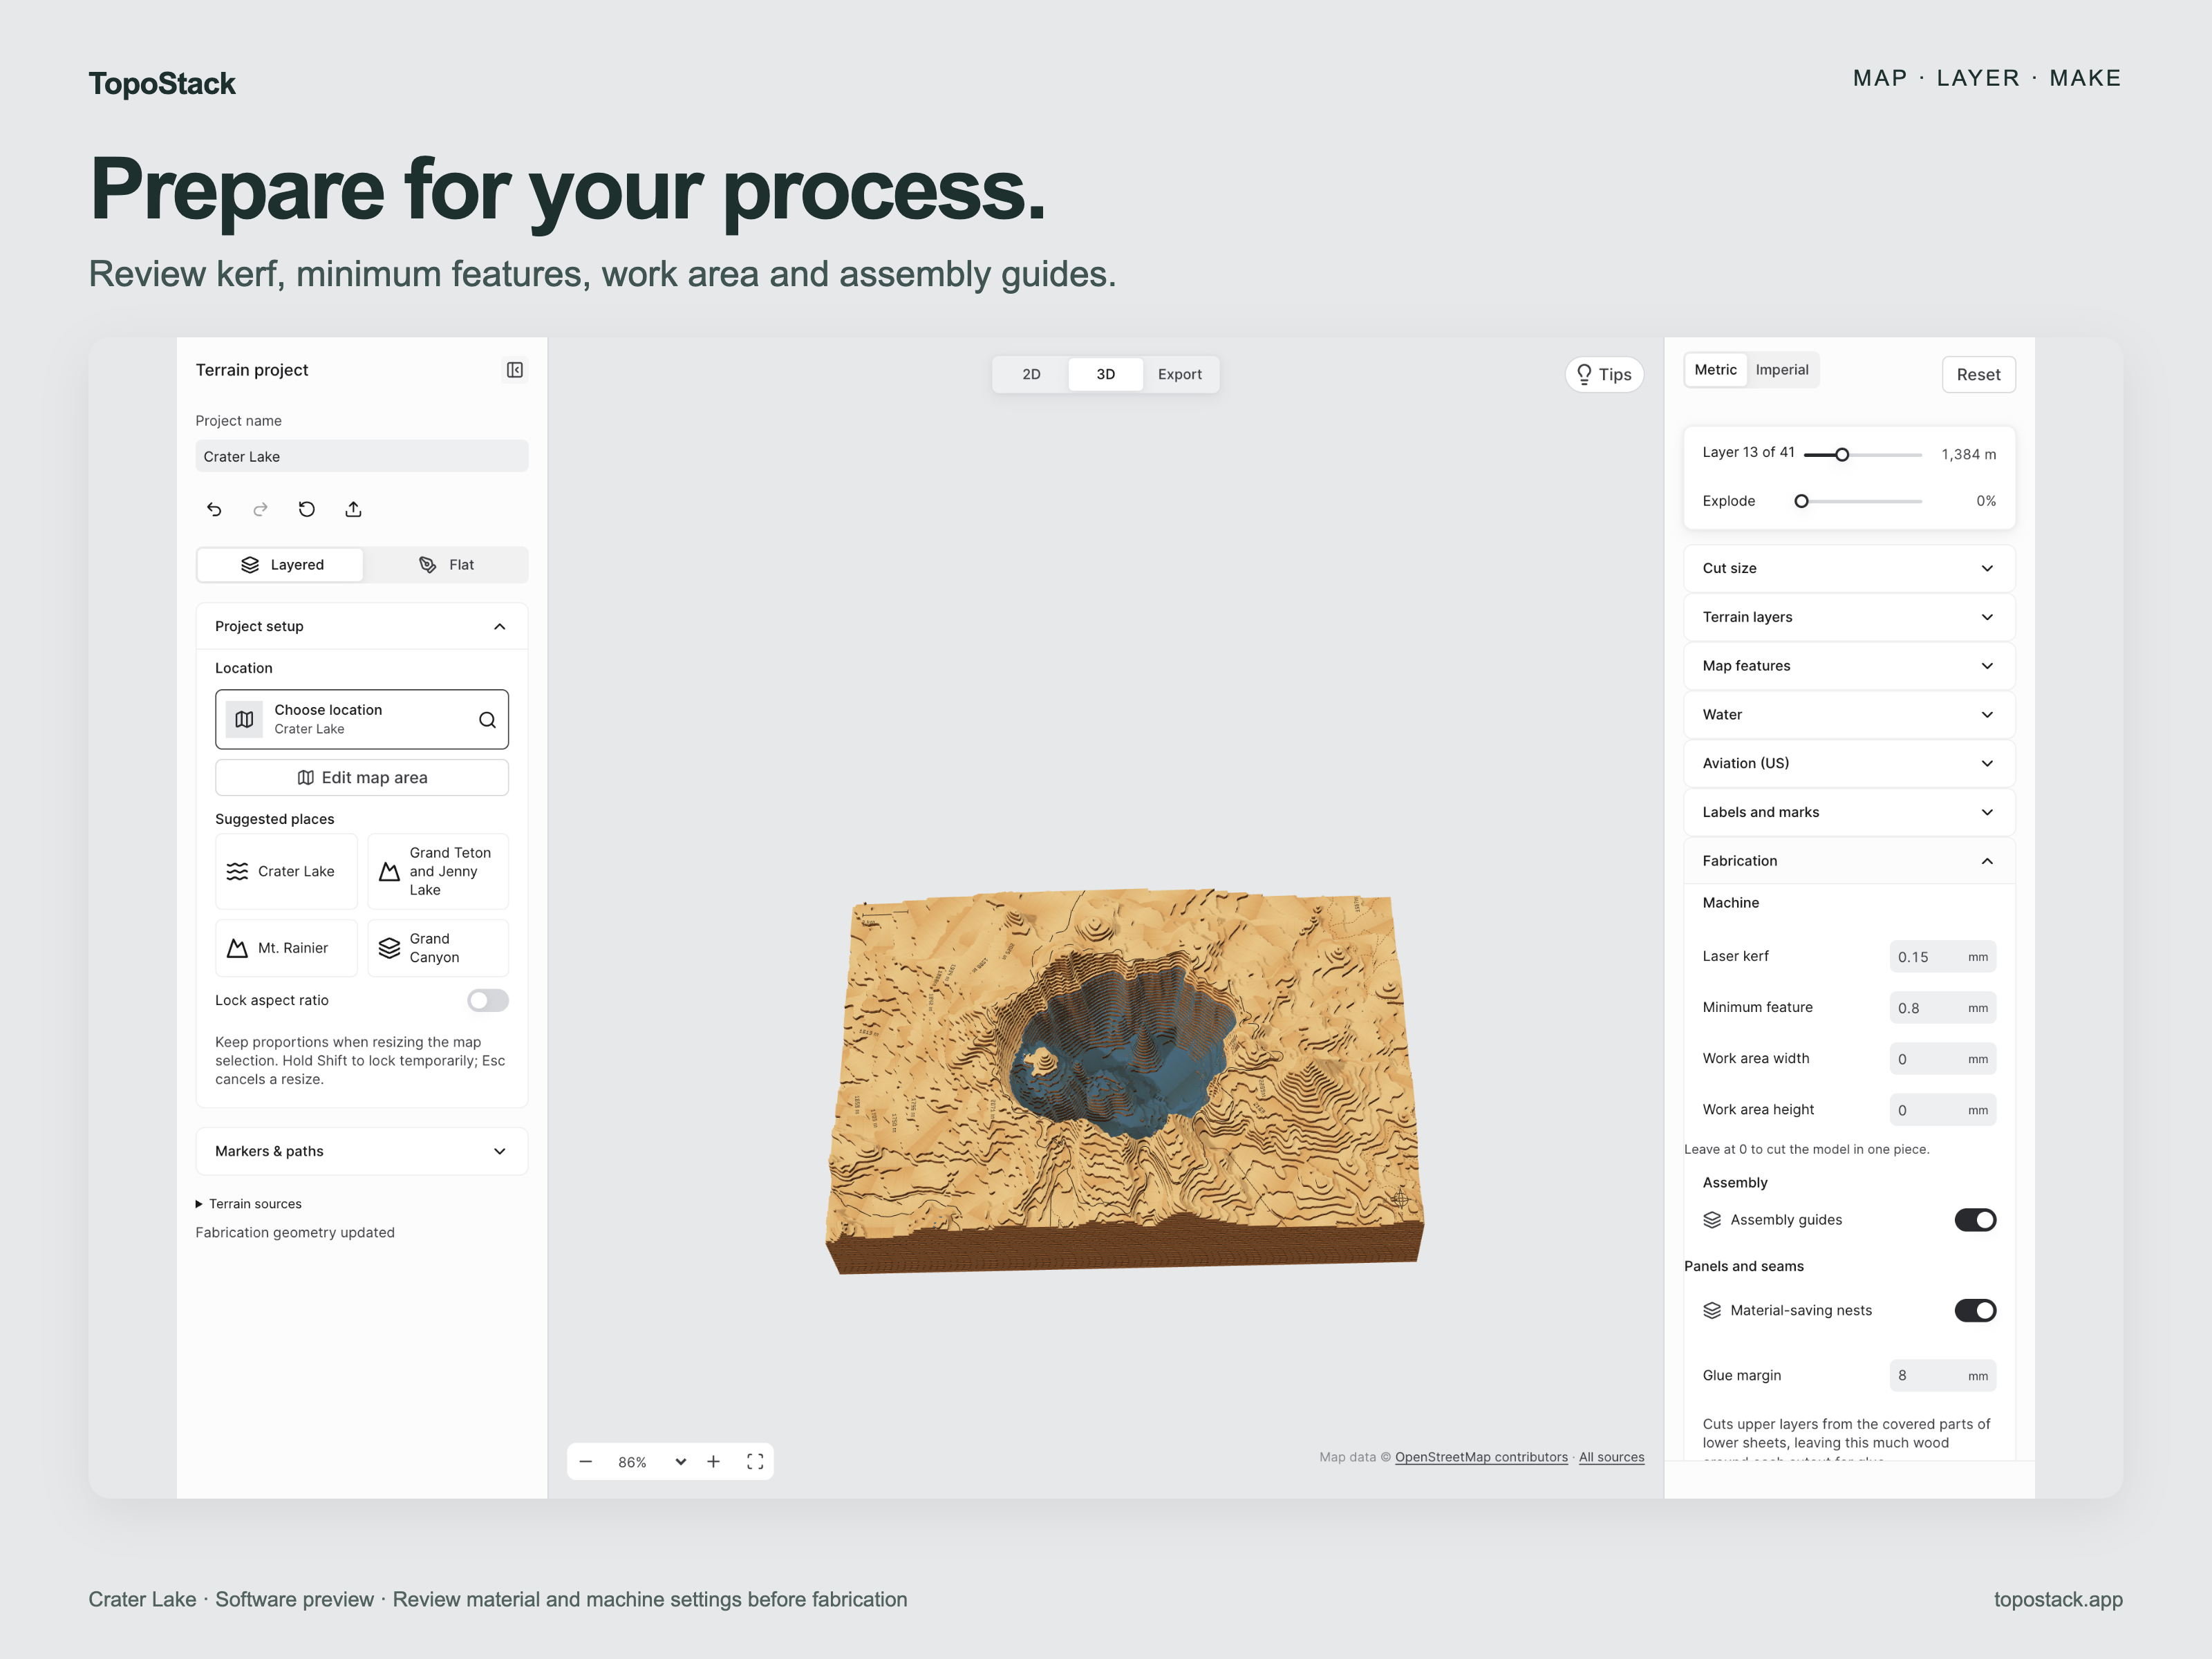 TopoStack
MAP · LAYER · MAKE
Prepare for your process.
Review kerf, minimum features, work area and assembly guides.
Terrain project
Project name
Crater Lake
Layered
Flat
Project setup
Location
Choose location
Crater Lake
Edit map area
Suggested places
Crater Lake
Grand Teton
and Jenny
Lake
Mt. Rainier
Grand
Canyon
Lock aspect ratio
Keep proportions when resizing the map
selection. Hold Shift to lock temporarily; Esc
cancels a resize.
Markers & paths
Terrain sources
Fabrication geometry updated
2D
3D
Export
Tips
86%
Map data © OpenStreetMap contributors · All sources
Metric
Imperial
Reset
Layer 13 of 41
1,384 m
Explode
0%
Cut size
Terrain layers
Map features
Water
Aviation (US)
Labels and marks
Fabrication
Machine
Laser kerf
0.15 mm
Minimum feature
0.8 mm
Work area width
0 mm
Work area height
0 mm
Leave at 0 to cut the model in one piece.
Assembly
Assembly guides
Panels and seams
Material-saving nests
Glue margin
8 mm
Cuts upper layers from the covered parts of
lower sheets, leaving this much wood
Crater Lake · Software preview · Review material and machine settings before fabrication
topostack.app